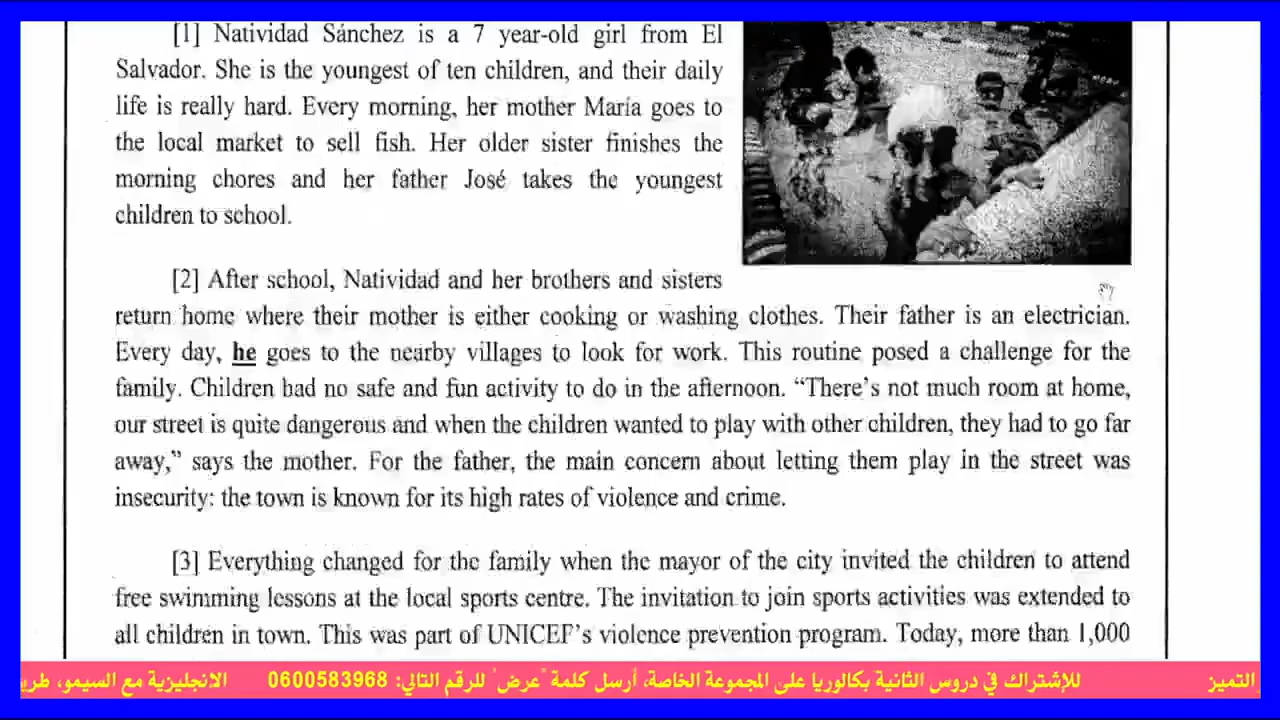 [1] Natividad Sánchez is a 7 year-old girl from El
Salvador. She is the youngest of ten children, and their daily
life is really hard. Every morning, her mother María goes to
the local market to sell fish. Her older sister finishes the
morning chores and her father José takes the youngest
children to school.
[2] After school, Natividad and her brothers and sisters
return home where their mother is either cooking or washing clothes. Their father is an electrician.
Every day, he goes to the nearby villages to look for work. This routine posed a challenge for the
family. Children had no safe and fun activity to do in the afternoon. “There’s not much room at home,
our street is quite dangerous and when the children wanted to play with other children, they had to go far
away,” says the mother. For the father, the main concern about letting them play in the street was
insecurity: the town is known for its high rates of violence and crime.
[3] Everything changed for the family when the mayor of the city invited the children to attend
free swimming lessons at the local sports centre. The invitation to join sports activities was extended to
all children in town. This was part of UNICEF’s violence prevention program. Today, more than 1,000
التميز للإشتراك في دروس الثانية بكالوريا على المجموعة الخاصة، أرسل كلمة "عرض" للرقم التالي: 0600583968 الانجليزية مع السيمو،